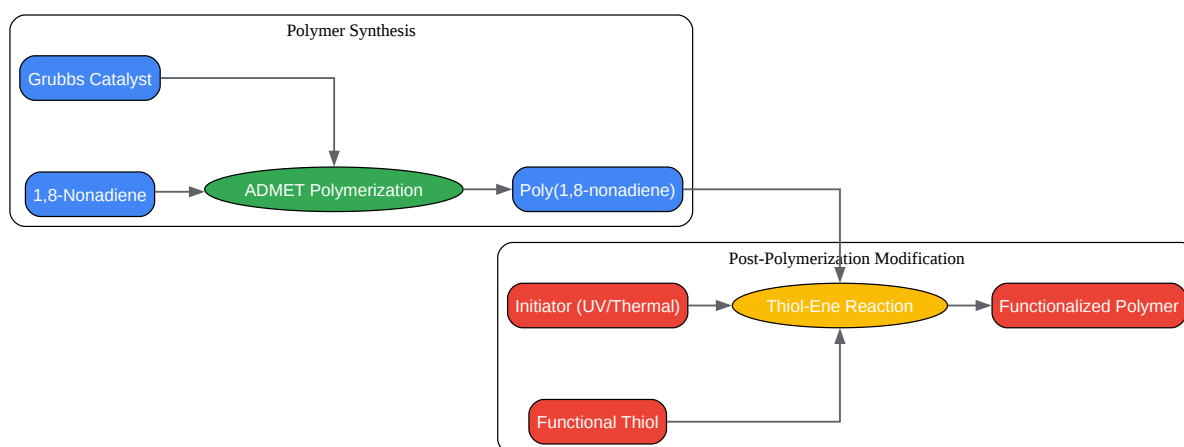 Polymer Synthesis
Grubbs Catalyst
1,8-Nonadiene
ADMET Polymerization
Poly(1,8-nonadiene)
Post-Polymerization Modification
Initiator (UV/Thermal)
Thiol-Ene Reaction
Functionalized Polymer
Functional Thiol